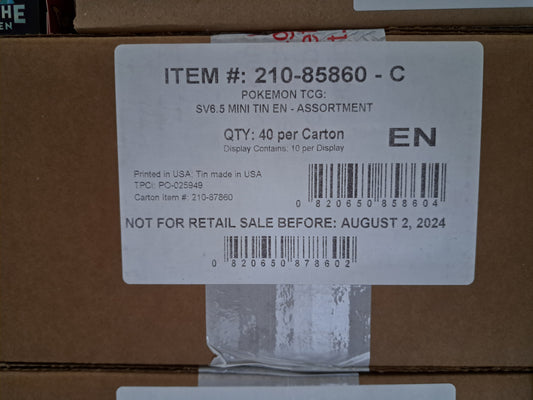 HE
EN
ITEM #: 210-85860 - C
POKEMON TCG:
SV6.5 MINI TIN EN - ASSORTMENT
QTY: 40 per Carton
Display Contains: 10 per Display
EN
Printed in USA: Tin made in USA
TPCI: PO-025949
Carton Item #: 210-87860
0 820650 858604
NOT FOR RETAIL SALE BEFORE: AUGUST 2, 2024
0 820650 878602